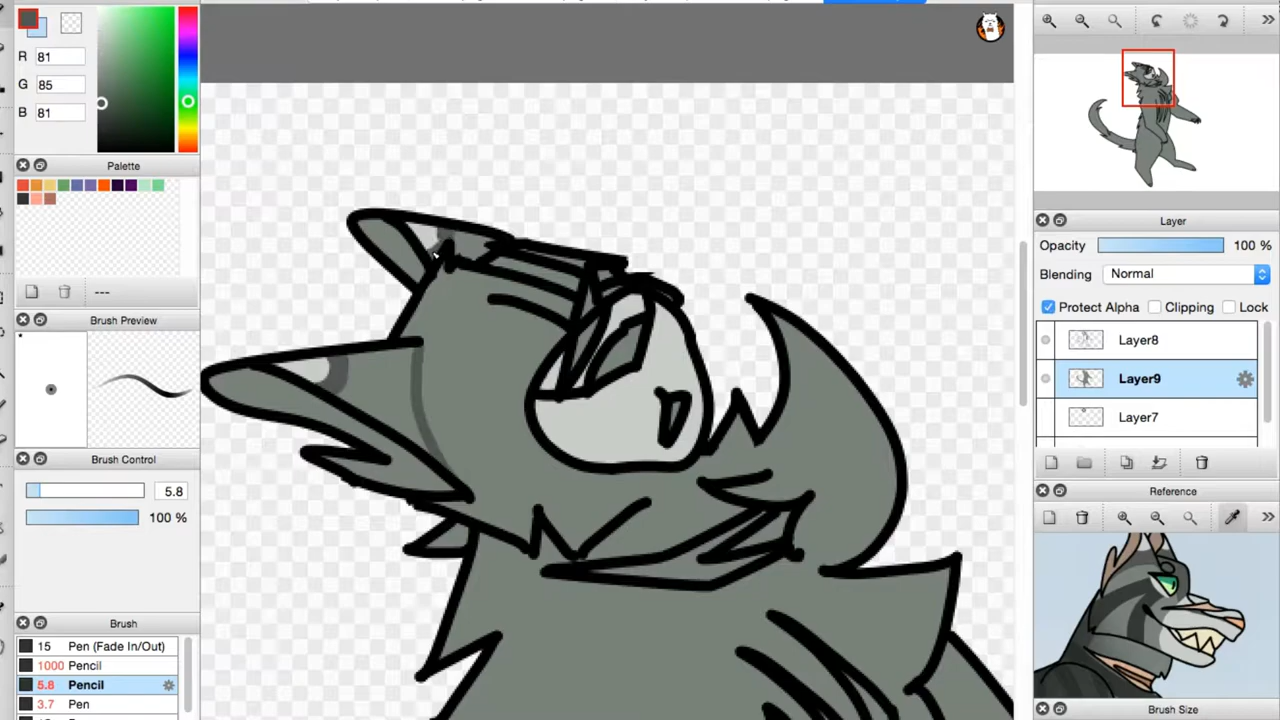 R 81
G 85
B 81
Palette
---
Brush Preview
Brush Control
5.8
100 %
Brush
15 Pen (Fade In/Out)
1000 Pencil
5.8 Pencil
3.7 Pen
Layer
Opacity 100 %
Blending Normal
Protect Alpha Clipping Lock
Layer8
Layer9
Layer7
Reference
Brush Size